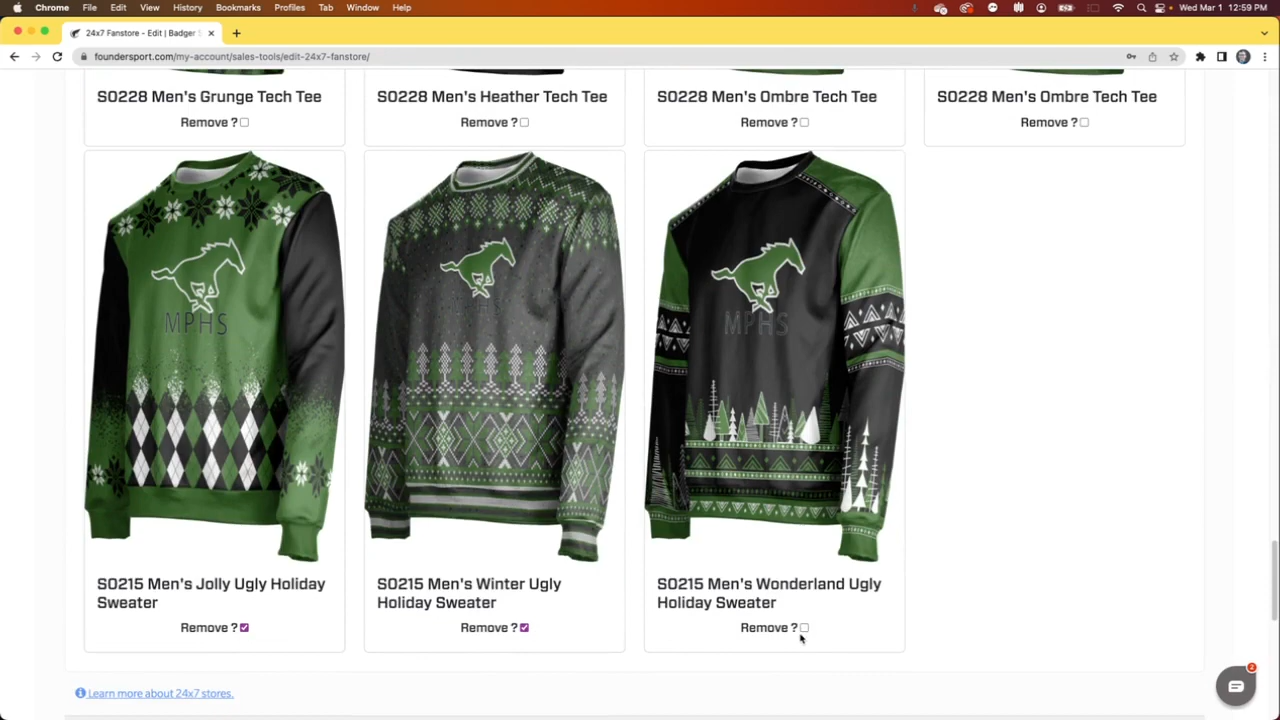 Chrome File Edit View History Bookmarks Profiles Tab Window Help Wed Mar 1 12:59 PM
24x7 Fanstore - Edit | Badger
foundersport.com/my-account/sales-tools/edit-24x7-fanstore/
S0228 Men's Grunge Tech Tee
Remove ?
S0228 Men's Heather Tech Tee
Remove ?
S0228 Men's Ombre Tech Tee
Remove ?
S0228 Men's Ombre Tech Tee
Remove ?
MPHS
MPHS
S0215 Men's Jolly Ugly Holiday
Sweater
Remove ?
S0215 Men's Winter Ugly
Holiday Sweater
Remove ?
S0215 Men's Wonderland Ugly
Holiday Sweater
Remove ?
Learn more about 24x7 stores.
2